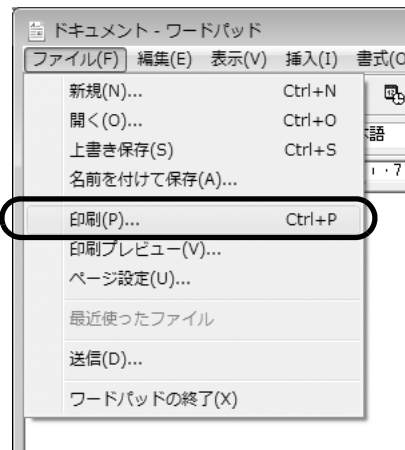 ドキュメント - ワードパッド
ファイル(F) 編集(E) 表示(V) 挿入(I) 書式(O
新規(N)... Ctrl+N
開く(O)... Ctrl+O
上書き保存(S) Ctrl+S
名前を付けて保存(A)...
印刷(P)... Ctrl+P
印刷プレビュー(V)...
ページ設定(U)...
最近使ったファイル
送信(D)...
ワードパッドの終了(X)
語
· 7